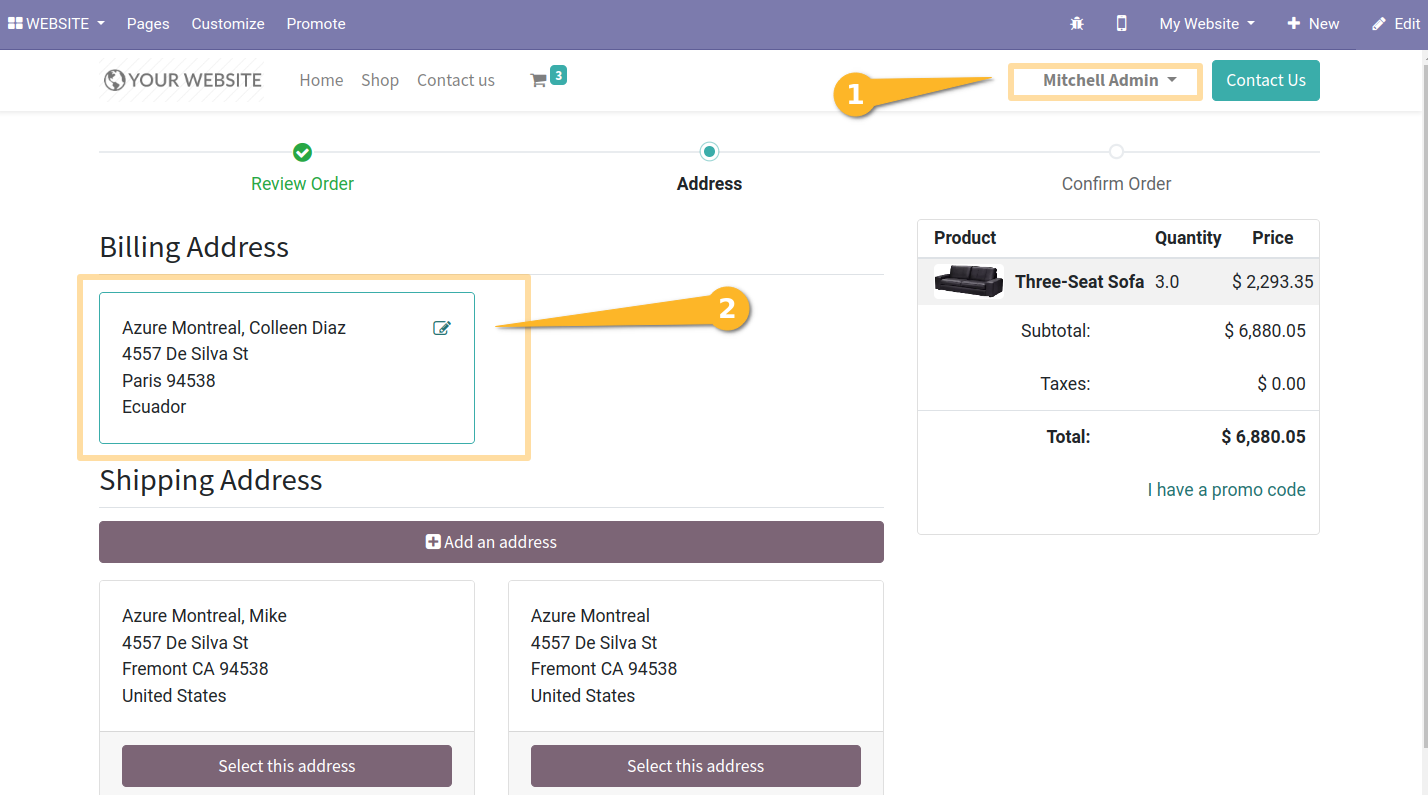 WEBSITE Pages Customize Promote My Website New Edit
YOUR WEBSITE Home Shop Contact us 3 1 Mitchell Admin Contact Us
Review Order Address Confirm Order
Billing Address
Azure Montreal, Colleen Diaz
4557 De Silva St
Paris 94538
Ecuador
2
Shipping Address
Add an address
Azure Montreal, Mike
4557 De Silva St
Fremont CA 94538
United States
Select this address
Azure Montreal
4557 De Silva St
Fremont CA 94538
United States
Select this address
Product Quantity Price
Three-Seat Sofa 3.0 $ 2,293.35
Subtotal: $ 6,880.05
Taxes: $ 0.00
Total: $ 6,880.05
I have a promo code